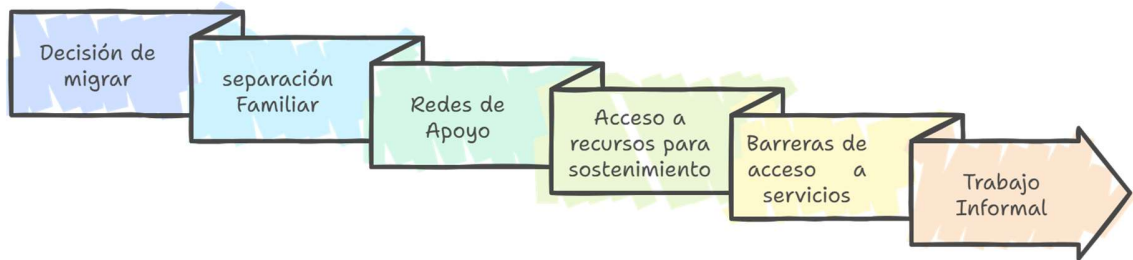 Decisión de
migrar
separación
Familiar
Redes de
Apoyo
Acceso a
recursos para
sostenimiento
Barreras de
acceso a
servicios
Trabajo
Informal